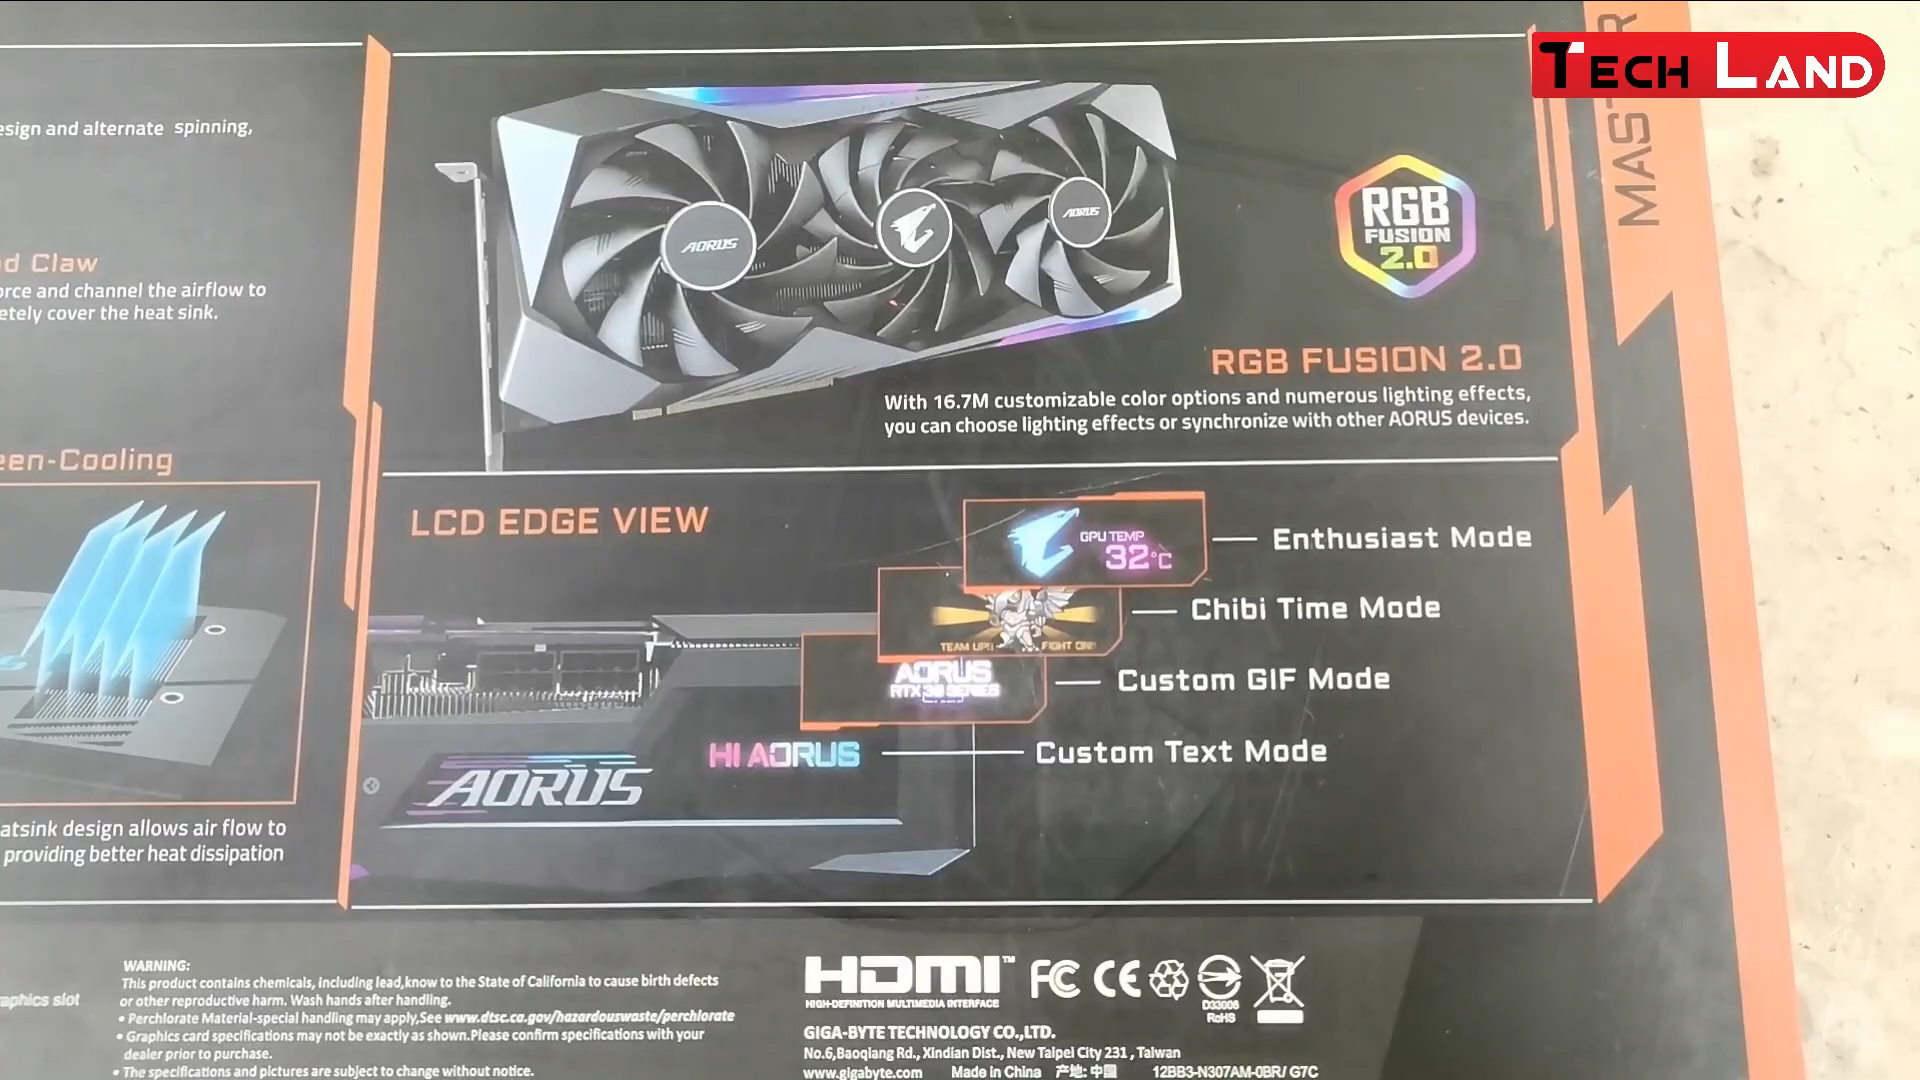 TECH LAND
MASTER
esign and alternate spinning,
d Claw
orce and channel the airflow to
etely cover the heat sink.
een-Cooling
atsink design allows air flow to
providing better heat dissipation
AORUS
AORUS
RGB
FUSION
2.0
RGB FUSION 2.0
With 16.7M customizable color options and numerous lighting effects,
you can choose lighting effects or synchronize with other AORUS devices.
LCD EDGE VIEW
GPU TEMP
32°C
Enthusiast Mode
TEAM UP!! FIGHT ON!!
Chibi Time Mode
AORUS
RTX 30 SERIES
Custom GIF Mode
HI AORUS
Custom Text Mode
AORUS
raphics slot
WARNING:
This product contains chemicals, including lead,know to the State of California to cause birth defects
or other reproductive harm. Wash hands after handling.
• Perchlorate Material-special handling may apply,See www.dtsc.ca.gov/hazardouswaste/perchlorate
• Graphics card specifications may not be exactly as shown.Please confirm specifications with your
dealer prior to purchase.
• The specifications and pictures are subject to change without notice.
HDMI™
HIGH-DEFINITION MULTIMEDIA INTERFACE
FC CE
D33006
RoHS
GIGA-BYTE TECHNOLOGY CO.,LTD.
No.6,Baoqiang Rd., Xindian Dist., New Taipei City 231 , Taiwan
www.gigabyte.com Made in China 产地: 中国 12BB3-N307AM-0BR/ G7C